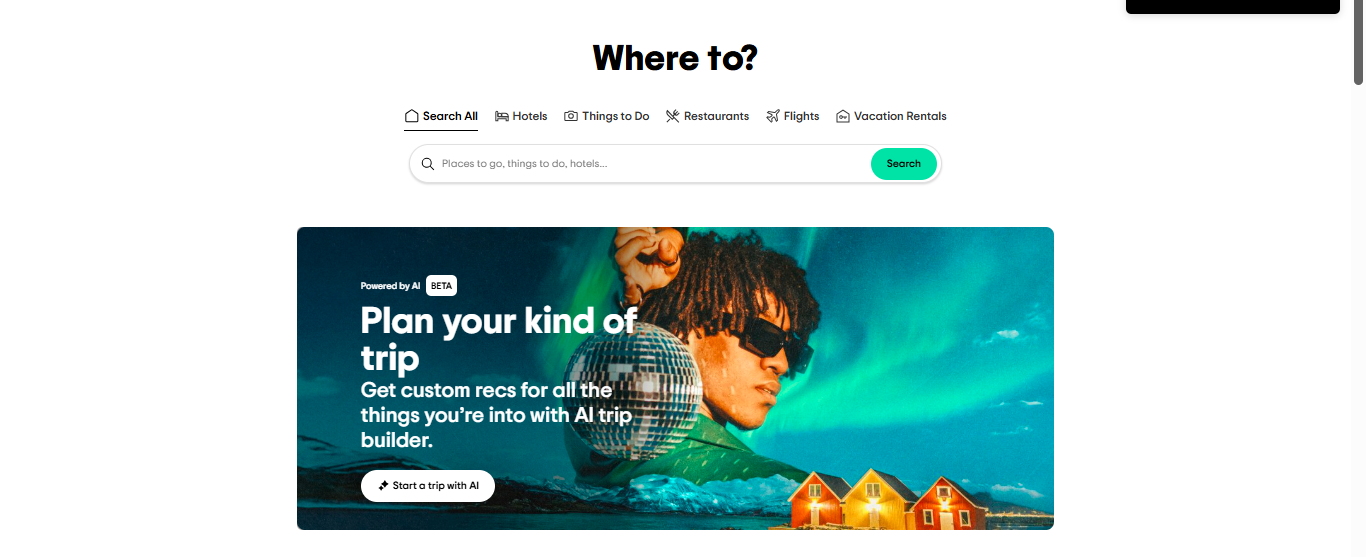 Where to?
Search All Hotels Things to Do Restaurants Flights Vacation Rentals
Places to go, things to do, hotels...
Search
Powered by AI BETA
Plan your kind of
trip
Get custom recs for all the
things you're into with AI trip
builder.
Start a trip with AI